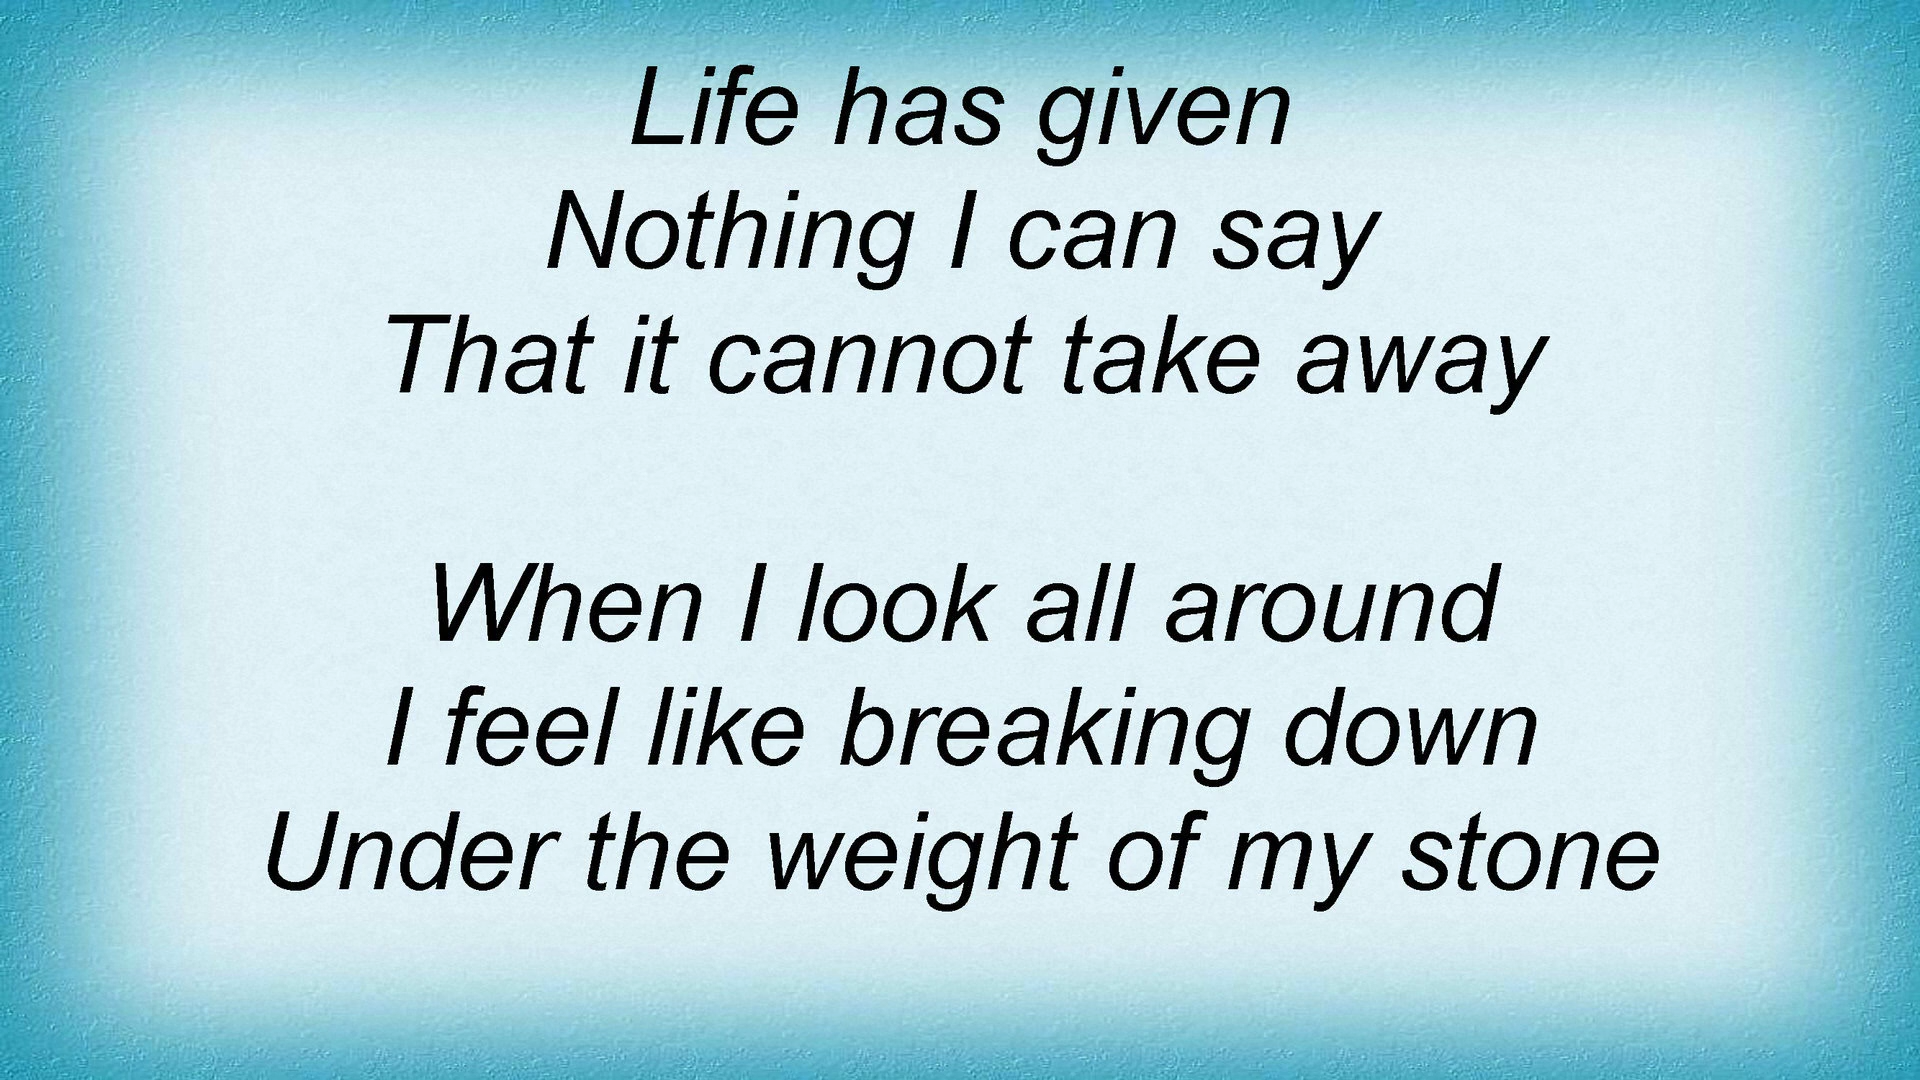 Life has given
Nothing I can say
That it cannot take away
When I look all around
I feel like breaking down
Under the weight of my stone